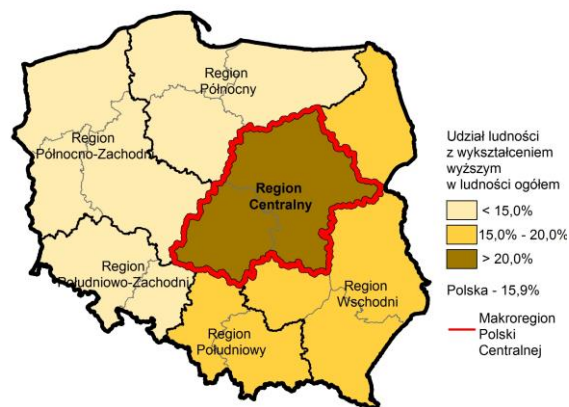 Region
Północny
Region
Północno-Zachodni
Region
Centralny
Region
Południowo-Zachodni
Region
Wschodni
Region
Południowy
Udział ludności
z wykształceniem
wyższym
w ludności ogółem
< 15,0%
15,0% - 20,0%
> 20,0%
Polska - 15,9%
Makroregion
Polski
Centralnej